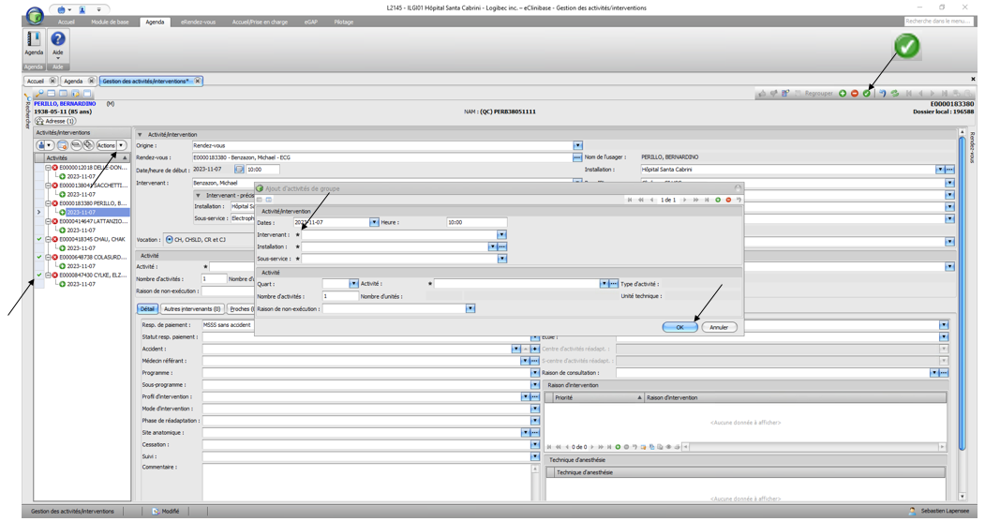 L2145 - ILGI01 Hôpital Santa Cabrini - Logibec inc. – eClinibase - Gestion des activités/interventions
Accueil Module de base Agenda eRendez-vous Accueil/Prise en charge eGAP Pilotage
Recherche dans le menu...
Agenda Aide
Agenda Aide
Accueil Agenda Gestion des activités/interventions*
Regrouper
PERILLO, BERNARDINO (M)
E0000183380
1938-05-11 (85 ans)
NAM : (QC) PERB38051111
Dossier local : 196588
Adresse (1)
Rechercher
Rendez-vous
Activités/interventions
Actions
Activités
E0000012018 DELLE-DON...
2023-11-07
E0000138041 SACCHETTI...
2023-11-07
E0000183380 PERILLO, B...
2023-11-07
E0000414647 LATTANZIO...
2023-11-07
E0000418345 CHAU, CHAK
2023-11-07
E0000648738 COLASURD...
2023-11-07
E0000847430 CYLKE, ELZ...
2023-11-07
Activité/intervention
Origine : Rendez-vous
Rendez-vous : E0000183380 - Benzazon, Michael - ECG
Nom de l'usager : PERILLO, BERNARDINO
Date/heure de début : 2023-11-07 10:00
Installation : Hôpital Santa Cabrini
Intervenant : Benzazon, Michael
Intervenant - préci
Installation : Hôpital S
Sous-service : Electroph
Vocation : CH, CHSLD, CR et CJ
Activité
Activité :
Nombre d'activités : 1 Nombre d'u
Raison de non-exécution :
Ajout d'activités de groupe
1 de 1
Activité/intervention
Dates : 2023-11-07 Heure : 10:00
Intervenant :
Installation :
Sous-service :
Activité
Quart : Activité : Type d'activité :
Nombre d'activités : 1 Nombre d'unités : Unité technique :
Raison de non-exécution :
OK Annuler
Détail Autres intervenants (0) Proches (
Resp. de paiement : MSSS sans accident
Statut resp. paiement :
École :
Accident :
Centre d'activités réadapt. :
Médecin référant :
S-centre d'activités réadapt. :
Programme :
Raison de consultation :
Sous-programme :
Raison d'intervention
Profil d'intervention :
Priorité Raison d'intervention
Mode d'intervention :
Phase de réadaptation :
<Aucune donnée à afficher>
Site anatomique :
Cessation :
0 de 0
Suivi :
Technique d'anesthésie
Commentaire :
Technique d'anesthésie
<Aucune donnée à afficher>
Gestion des activités/interventions Modifié
Sebastien Lapensee